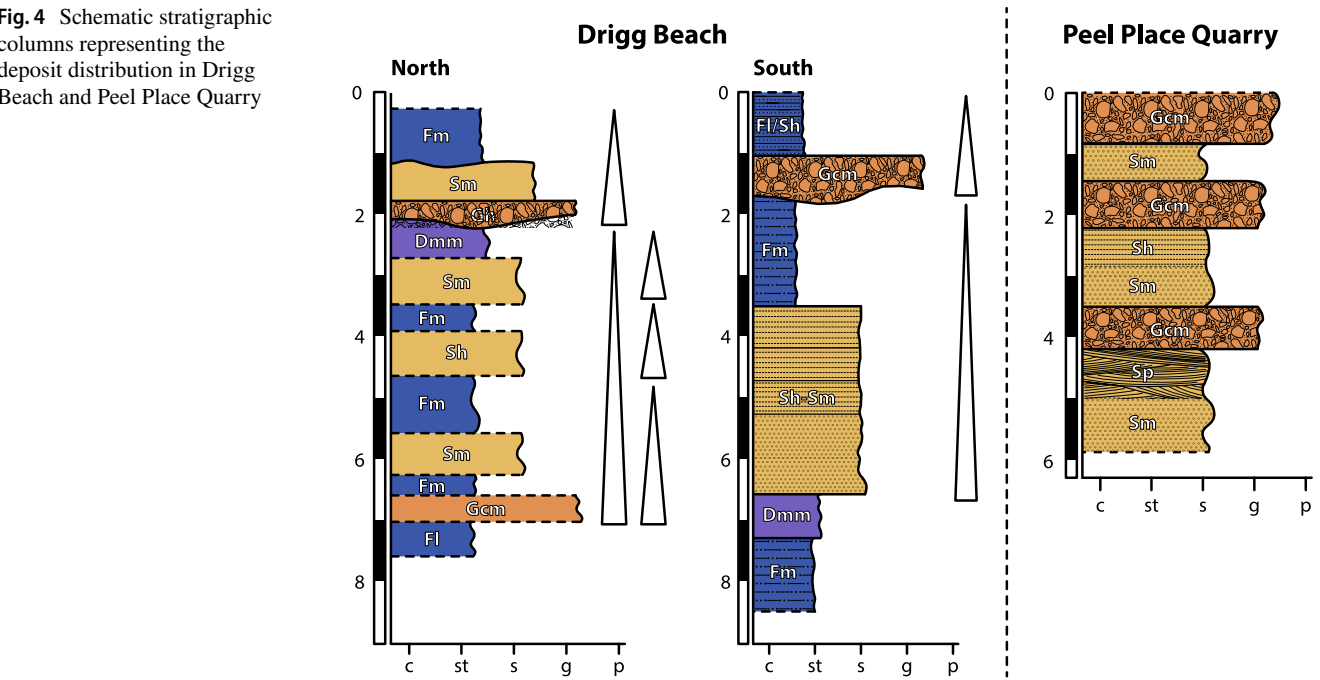 Fig. 4 Schematic stratigraphic
columns representing the
deposit distribution in Drigg
Beach and Peel Place Quarry
Drigg Beach
North
0
2
4
6
8
Fm
Sm
Gh
Dmm
Sm
Fm
Sh
Fm
Sm
Fm
Gcm
Fl
c st s g p
South
0
2
4
6
8
Fl/Sh
Gcm
Fm
Sh-Sm
Dmm
Fm
c st s g p
Peel Place Quarry
0
2
4
6
Gcm
Sm
Gcm
Sh
Sm
Gcm
Sp
Sm
c st s g p